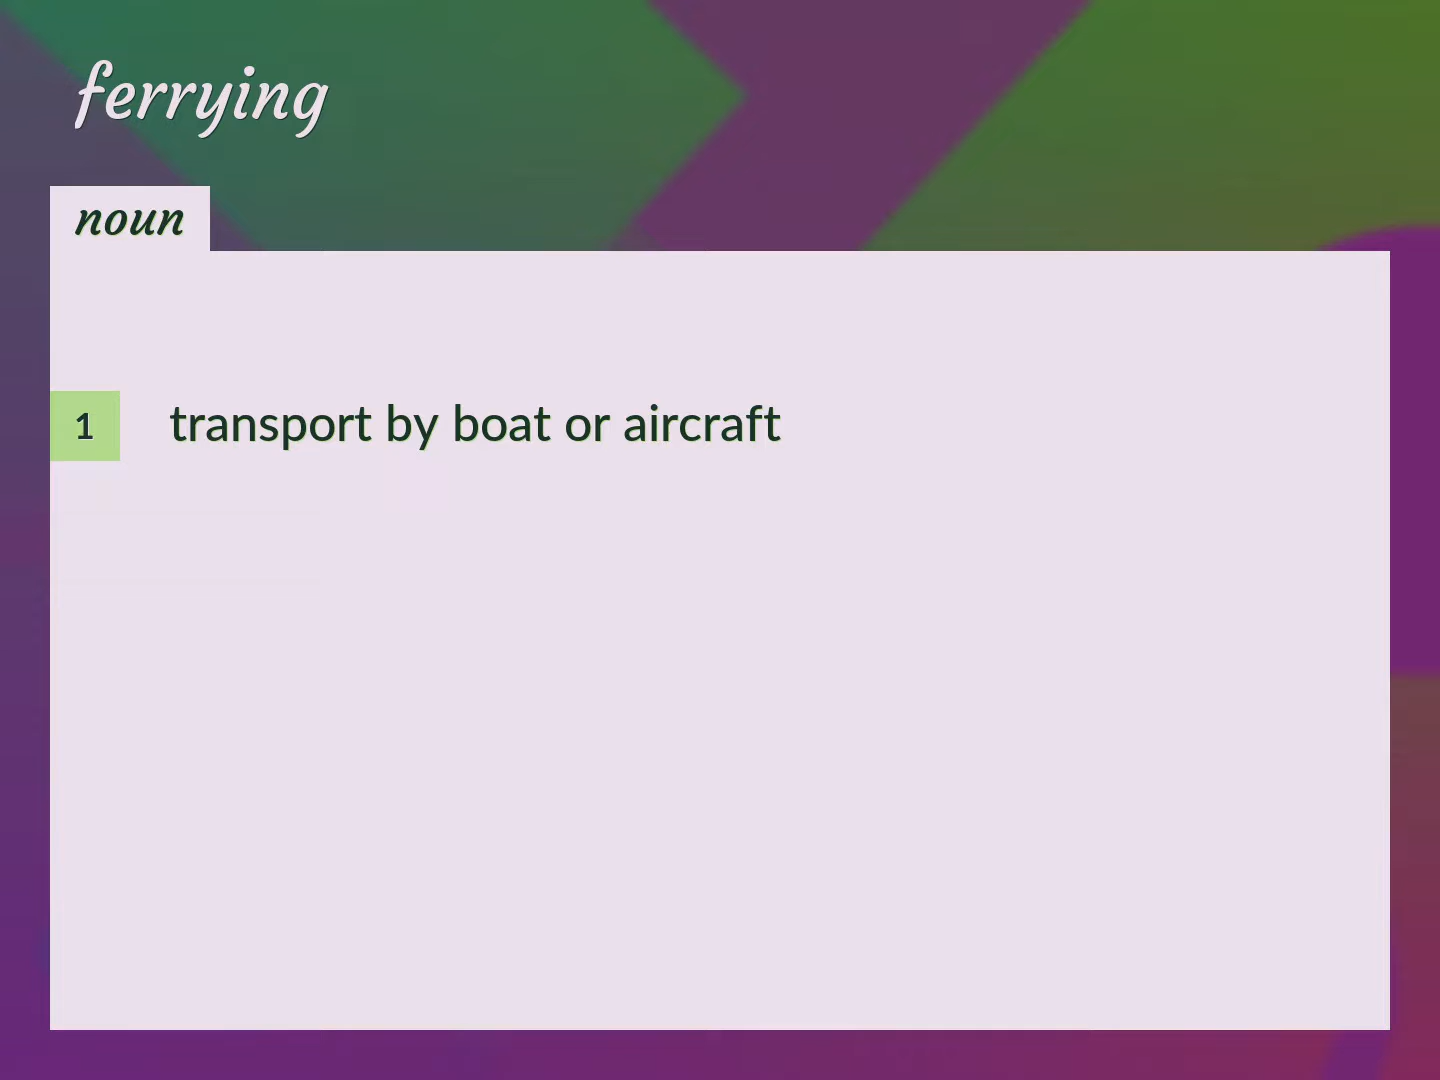 ferrying
noun
1 transport by boat or aircraft